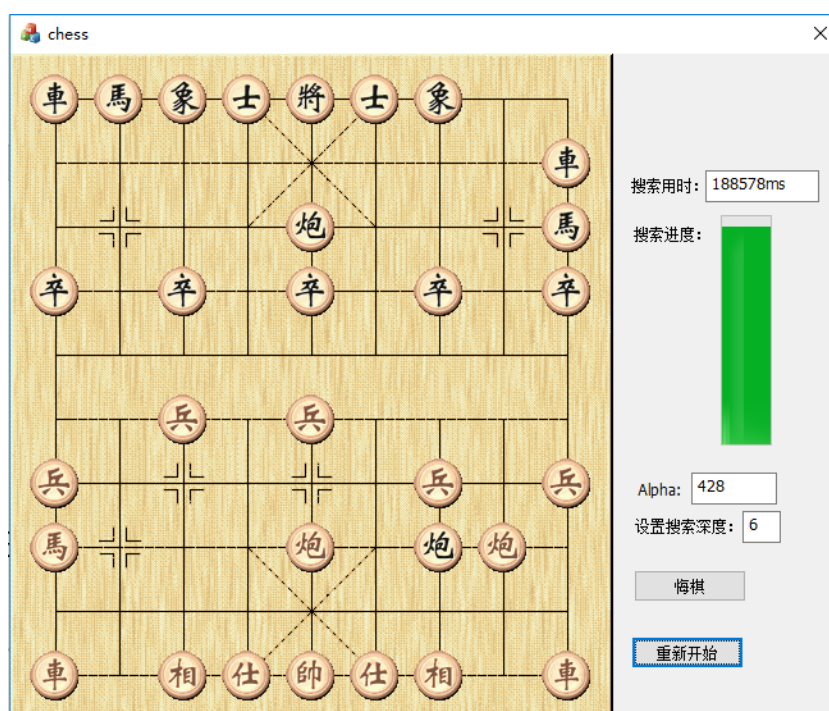 chess
車 馬 象 士 將 士 象
車
炮 馬
卒 卒 卒 卒 卒
兵 兵
兵 兵 兵
馬 炮 炮 炮
車 相 仕 帥 仕 相 車
搜索用时: 188578ms
搜索进度:
Alpha: 428
设置搜索深度: 6
悔棋
重新开始